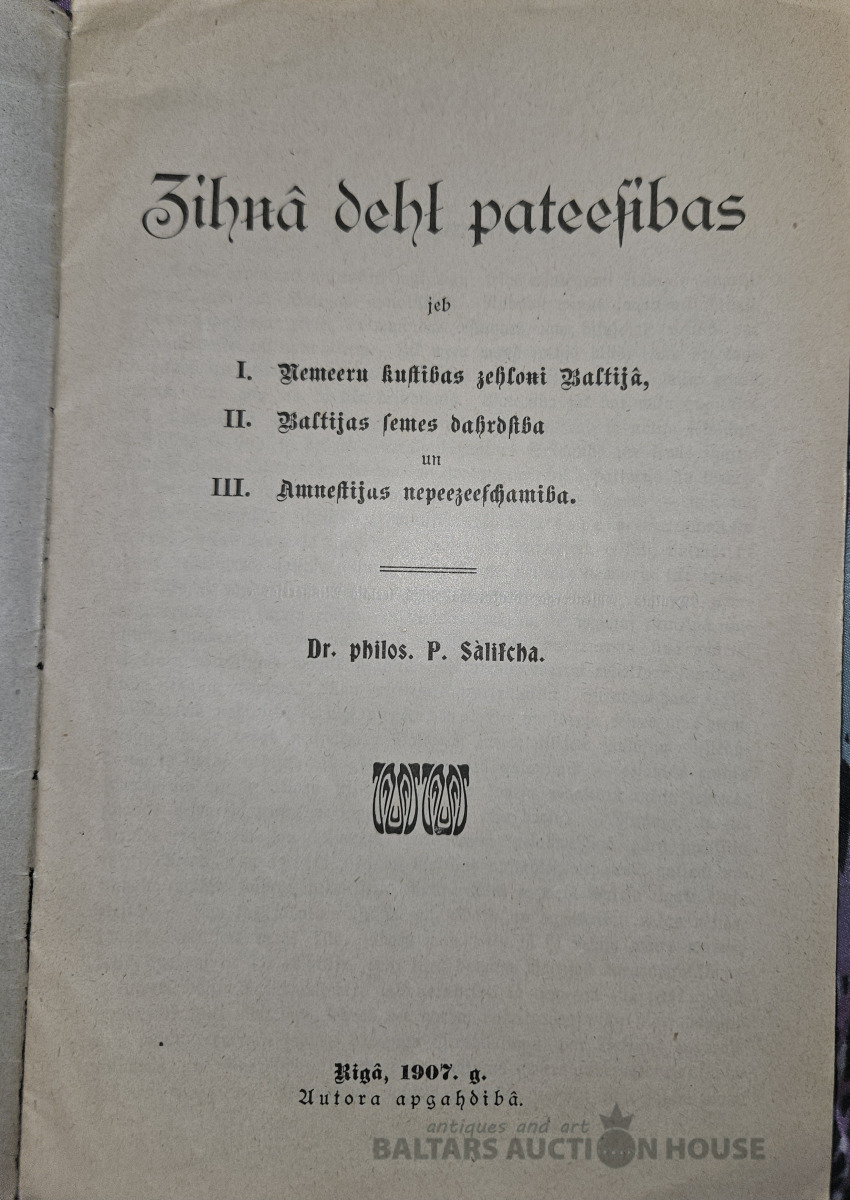 Zihnâ dehł pateeſibas
jeb
I. Nemeeru kuſtibas zehloni Baltijâ,
II. Baltijas ſemes dahrdſiba
un
III. Amneſtijas nepeezeeſchamiba.
Dr. philos. P. Sàlifcha.
Rigâ, 1907. g.
Autora apgahdibâ.
antiques and art
BALTARS AUCTION HOUSE